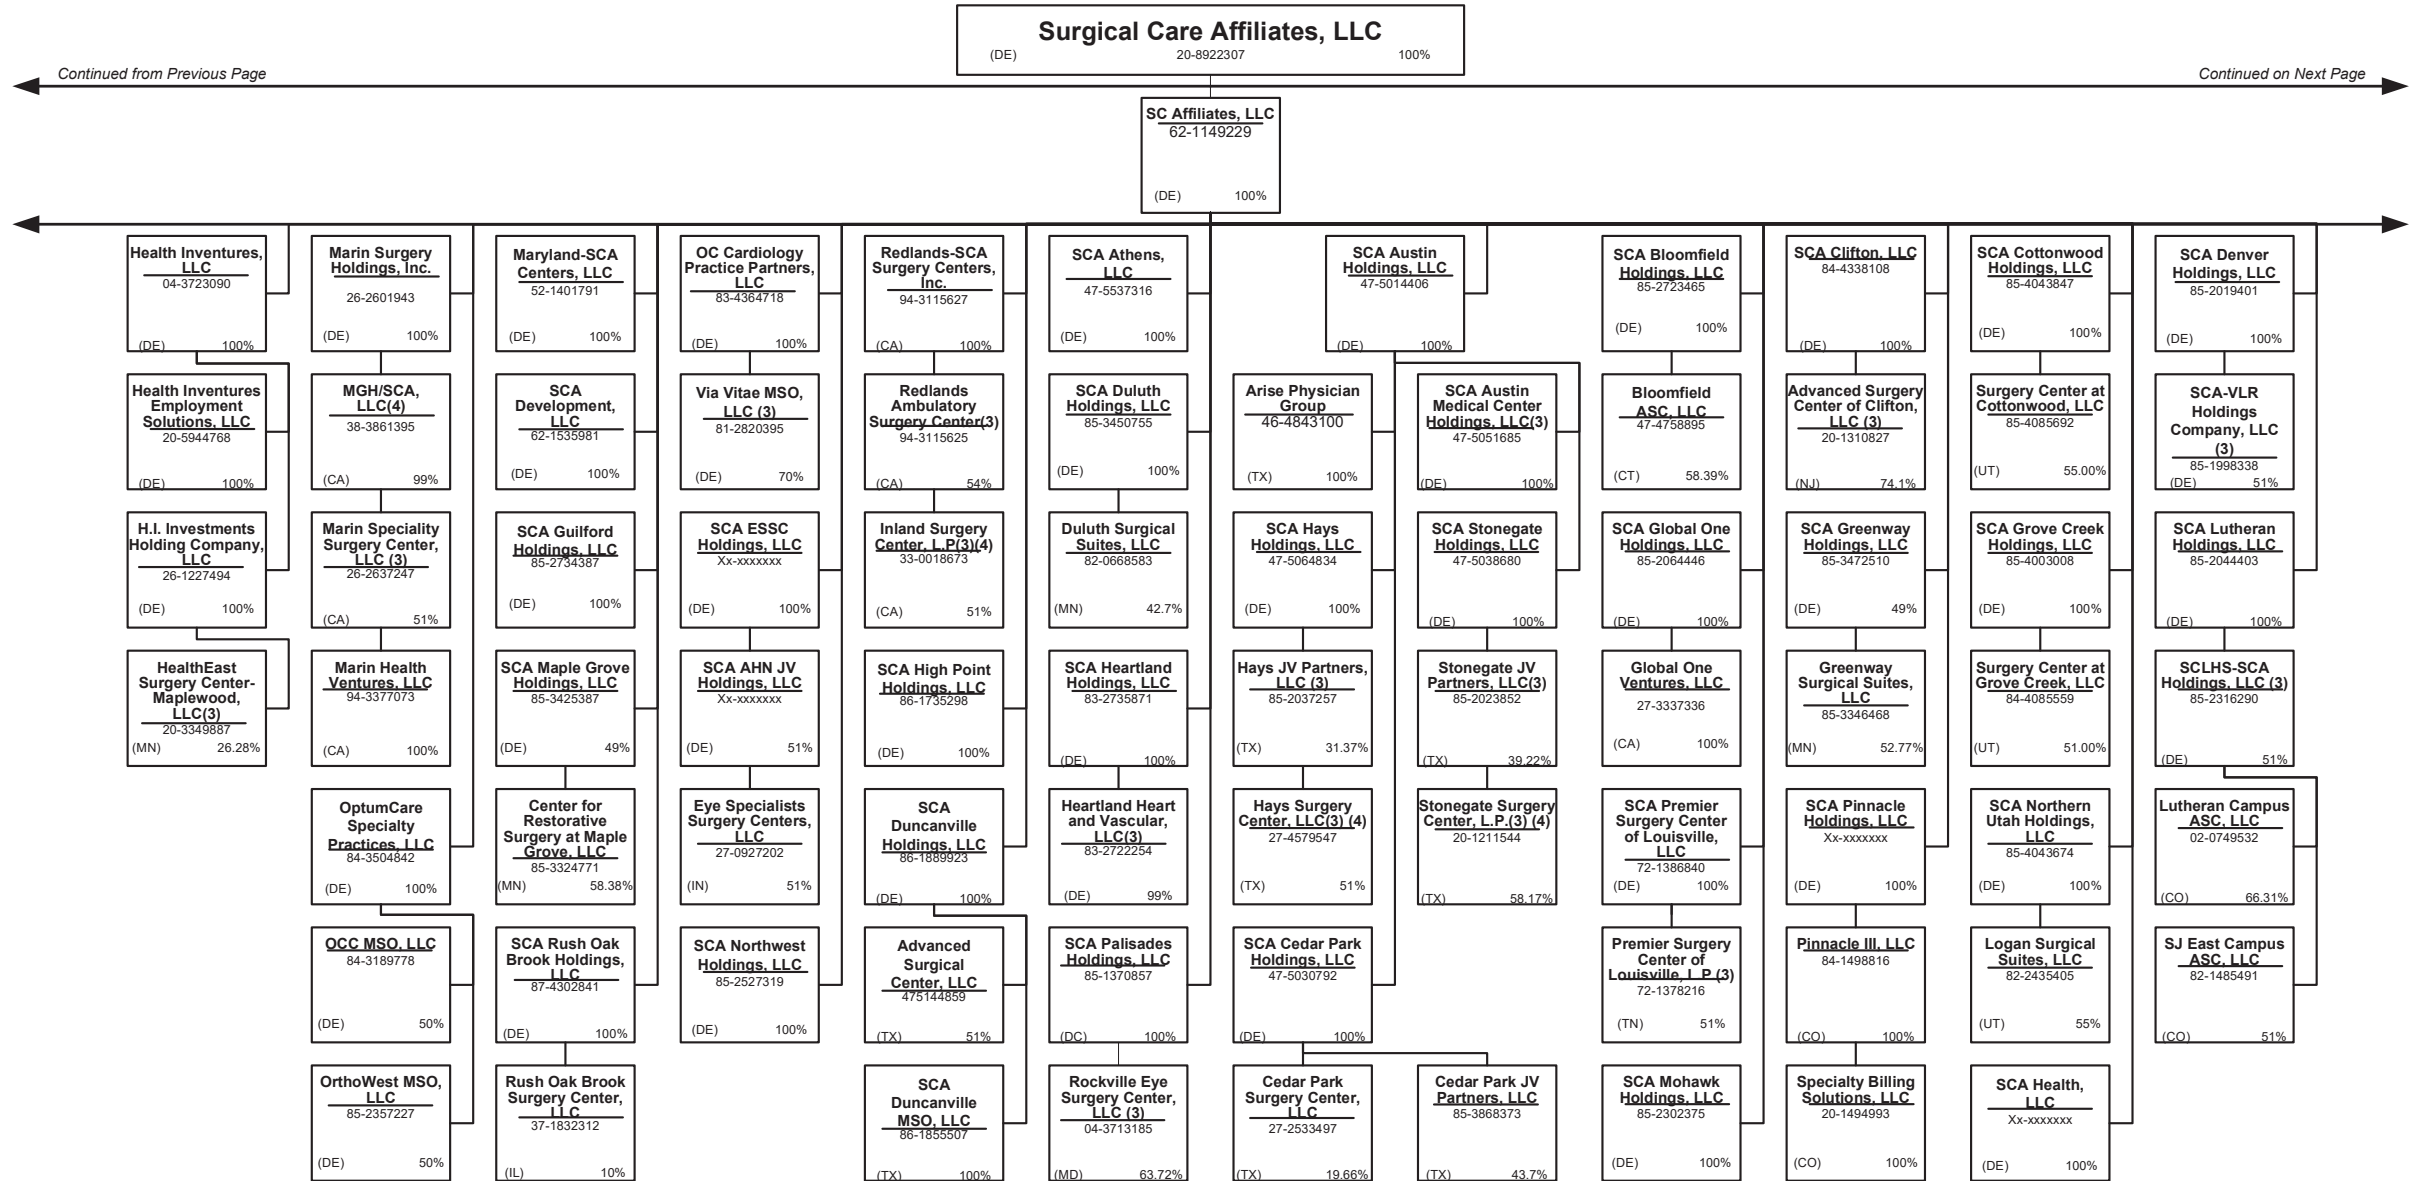 Surgical Care Affiliates, LLC
(DE) 20-8922307 100%
Continued from Previous Page
Continued on Next Page
SC Affiliates, LLC
62-1149229
(DE) 100%
Health Inventures,
LLC
04-3723090
(DE) 100%
Health Inventures
Employment
Solutions, LLC
20-5944768
(DE) 100%
H.I. Investments
Holding Company,
LLC
26-1227494
(DE) 100%
HealthEast
Surgery Center-
Maplewood,
LLC(3)
20-3349887
(MN) 26.28%
Marin Surgery
Holdings, Inc.
26-2601943
(DE) 100%
MGH/SCA,
LLC(4)
38-3861395
(CA) 99%
Marin Speciality
Surgery Center,
LLC (3)
26-2637247
(CA) 51%
Marin Health
Ventures, LLC
94-3377073
(CA) 100%
OptumCare
Specialty
Practices, LLC
84-3504842
(DE) 100%
OCC MSO, LLC
84-3189778
(DE) 50%
OrthoWest MSO,
LLC
85-2357227
(DE) 50%
Maryland-SCA
Centers, LLC
52-1401791
(DE) 100%
SCA
Development,
LLC
62-1535981
(DE) 100%
SCA Guilford
Holdings, LLC
85-2734387
(DE) 100%
SCA Maple Grove
Holdings, LLC
85-3425387
(DE) 49%
Center for
Restorative
Surgery at Maple
Grove, LLC
85-3324771
(MN) 58.38%
SCA Rush Oak
Brook Holdings,
LLC
87-4302841
(DE) 100%
Rush Oak Brook
Surgery Center,
LLC
37-1832312
(IL) 10%
OC Cardiology
Practice Partners,
LLC
83-4364718
(DE) 100%
Via Vitae MSO,
LLC (3)
81-2820395
(DE) 70%
SCA ESSC
Holdings, LLC
Xx-xxxxxxx
(DE) 100%
SCA AHN JV
Holdings, LLC
Xx-xxxxxxx
(DE) 51%
Eye Specialists
Surgery Centers,
LLC
27-0927202
(IN) 51%
SCA Northwest
Holdings, LLC
85-2527319
(DE) 100%
Redlands-SCA
Surgery Centers,
Inc.
94-3115627
(CA) 100%
Redlands
Ambulatory
Surgery Center(3)
94-3115625
(CA) 54%
Inland Surgery
Center, L.P(3)(4)
33-0018673
(CA) 51%
SCA High Point
Holdings, LLC
86-1735298
(DE) 100%
SCA
Duncanville
Holdings, LLC
86-1889923
(DE) 100%
Advanced
Surgical
Center, LLC
475144859
(TX) 51%
SCA
Duncanville
MSO, LLC
86-1855507
(TX) 100%
SCA Athens,
LLC
47-5537316
(DE) 100%
SCA Duluth
Holdings, LLC
85-3450755
(DE) 100%
Duluth Surgical
Suites, LLC
82-0668583
(MN) 42.7%
SCA Heartland
Holdings, LLC
83-2735871
(DE) 100%
Heartland Heart
and Vascular,
LLC(3)
83-2722254
(DE) 99%
SCA Palisades
Holdings, LLC
85-1370857
(DC) 100%
Rockville Eye
Surgery Center,
LLC (3)
04-3713185
(MD) 63.72%
SCA Austin
Holdings, LLC
47-5014406
(DE) 100%
Arise Physician
Group
46-4843100
(TX) 100%
SCA Hays
Holdings, LLC
47-5064834
(DE) 100%
Hays JV Partners,
LLC (3)
85-2037257
(TX) 31.37%
Hays Surgery
Center, LLC(3) (4)
27-4579547
(TX) 51%
SCA Cedar Park
Holdings, LLC
47-5030792
(DE) 100%
Cedar Park
Surgery Center,
LLC
27-2533497
(TX) 19.66%
SCA Austin
Medical Center
Holdings, LLC(3)
47-5051685
(DE) 100%
SCA Stonegate
Holdings, LLC
47-5038680
(DE) 100%
Stonegate JV
Partners, LLC(3)
85-2023852
(TX) 39.22%
Stonegate Surgery
Center, L.P.(3) (4)
20-1211544
(TX) 58.17%
Cedar Park JV
Partners, LLC
85-3868373
(TX) 43.7%
SCA Bloomfield
Holdings, LLC
85-2723465
(DE) 100%
Bloomfield
ASC, LLC
47-4758895
(CT) 58.39%
SCA Global One
Holdings, LLC
85-2064446
(DE) 100%
Global One
Ventures, LLC
27-3337336
(CA) 100%
SCA Premier
Surgery Center
of Louisville,
LLC
72-1386840
(DE) 100%
Premier Surgery
Center of
Louisville, L.P.(3)
72-1378216
(TN) 51%
SCA Mohawk
Holdings, LLC
85-2302375
(DE) 100%
SCA Clifton, LLC
84-4338108
(DE) 100%
Advanced Surgery
Center of Clifton,
LLC (3)
20-1310827
(NJ) 74.1%
SCA Greenway
Holdings, LLC
85-3472510
(DE) 49%
Greenway
Surgical Suites,
LLC
85-3346468
(MN) 52.77%
SCA Pinnacle
Holdings, LLC
Xx-xxxxxxx
(DE) 100%
Pinnacle III, LLC
84-1498816
(CO) 100%
Specialty Billing
Solutions, LLC
20-1494993
(CO) 100%
SCA Cottonwood
Holdings, LLC
85-4043847
(DE) 100%
Surgery Center at
Cottonwood, LLC
85-4085692
(UT) 55.00%
SCA Grove Creek
Holdings, LLC
85-4003008
(DE) 100%
Surgery Center at
Grove Creek, LLC
84-4085559
(UT) 51.00%
SCA Northern
Utah Holdings,
LLC
85-4043674
(DE) 100%
Logan Surgical
Suites, LLC
82-2435405
(UT) 55%
SCA Health,
LLC
Xx-xxxxxxx
(DE) 100%
SCA Denver
Holdings, LLC
85-2019401
(DE) 100%
SCA-VLR
Holdings
Company, LLC
(3)
85-1998338
(DE) 51%
SCA Lutheran
Holdings, LLC
85-2044403
(DE) 100%
SCLHS-SCA
Holdings, LLC (3)
85-2316290
(DE) 51%
Lutheran Campus
ASC, LLC
02-0749532
(CO) 66.31%
SJ East Campus
ASC, LLC
82-1485491
(CO) 51%